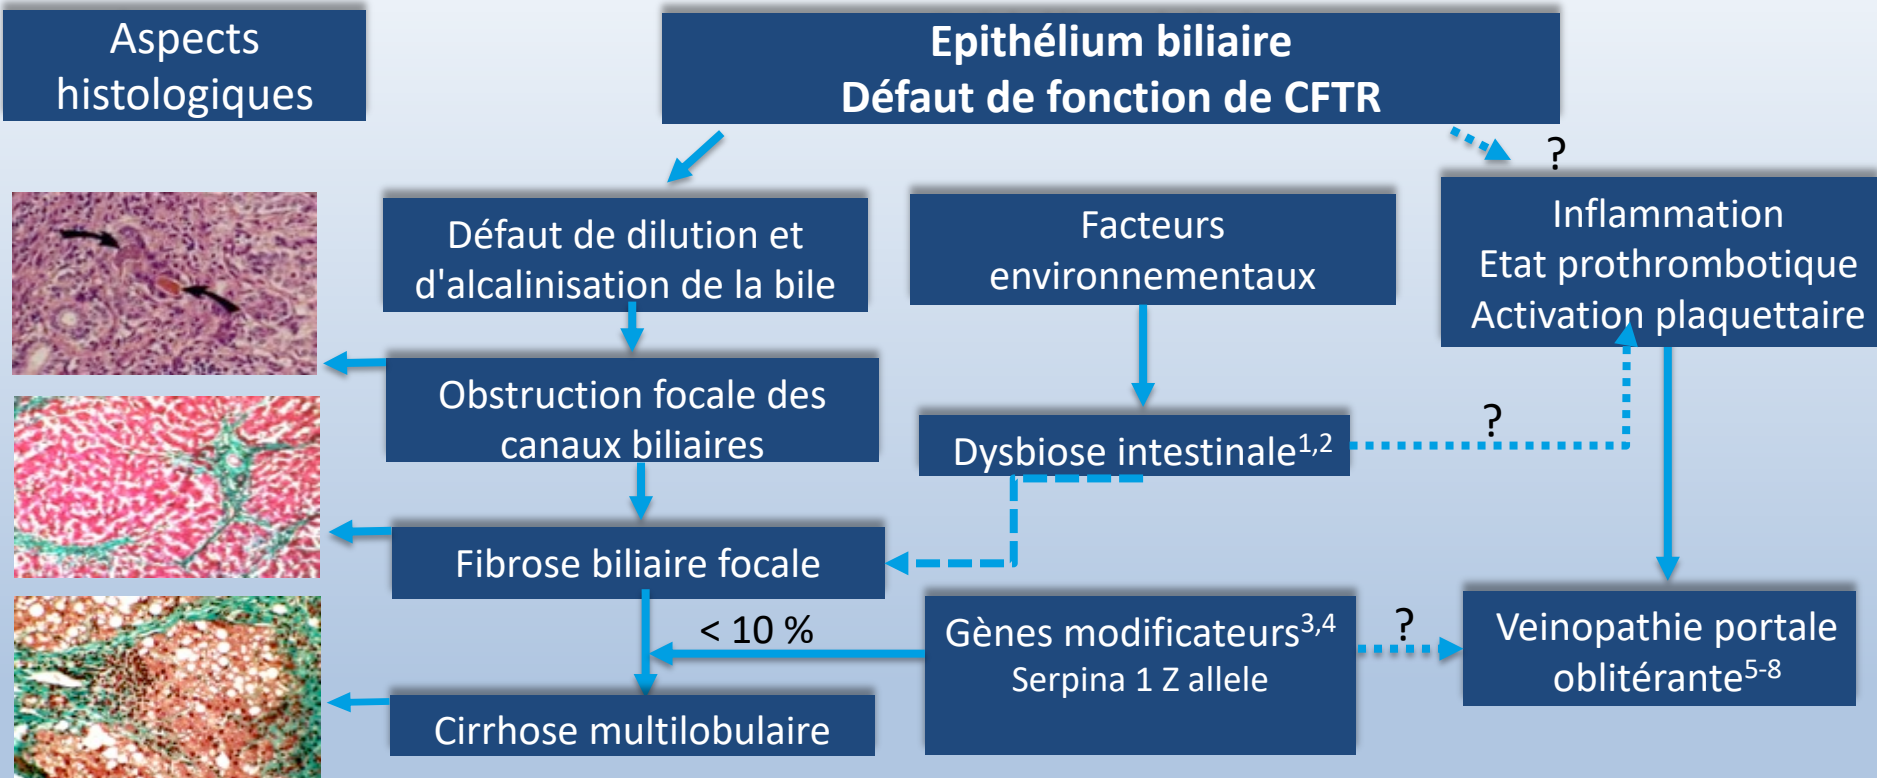 Aspects
histologiques
Epithélium biliaire
Défaut de fonction de CFTR
?
Défaut de dilution et
d'alcalinisation de la bile
Facteurs
environnementaux
Inflammation
Etat prothrombotique
Activation plaquettaire
Obstruction focale des
canaux biliaires
Dysbiose intestinale1,2
?
Fibrose biliaire focale
< 10 %
Gènes modificateurs3,4
Serpina 1 Z allele
?
Veinopathie portale
oblitérante5-8
Cirrhose multilobulaire